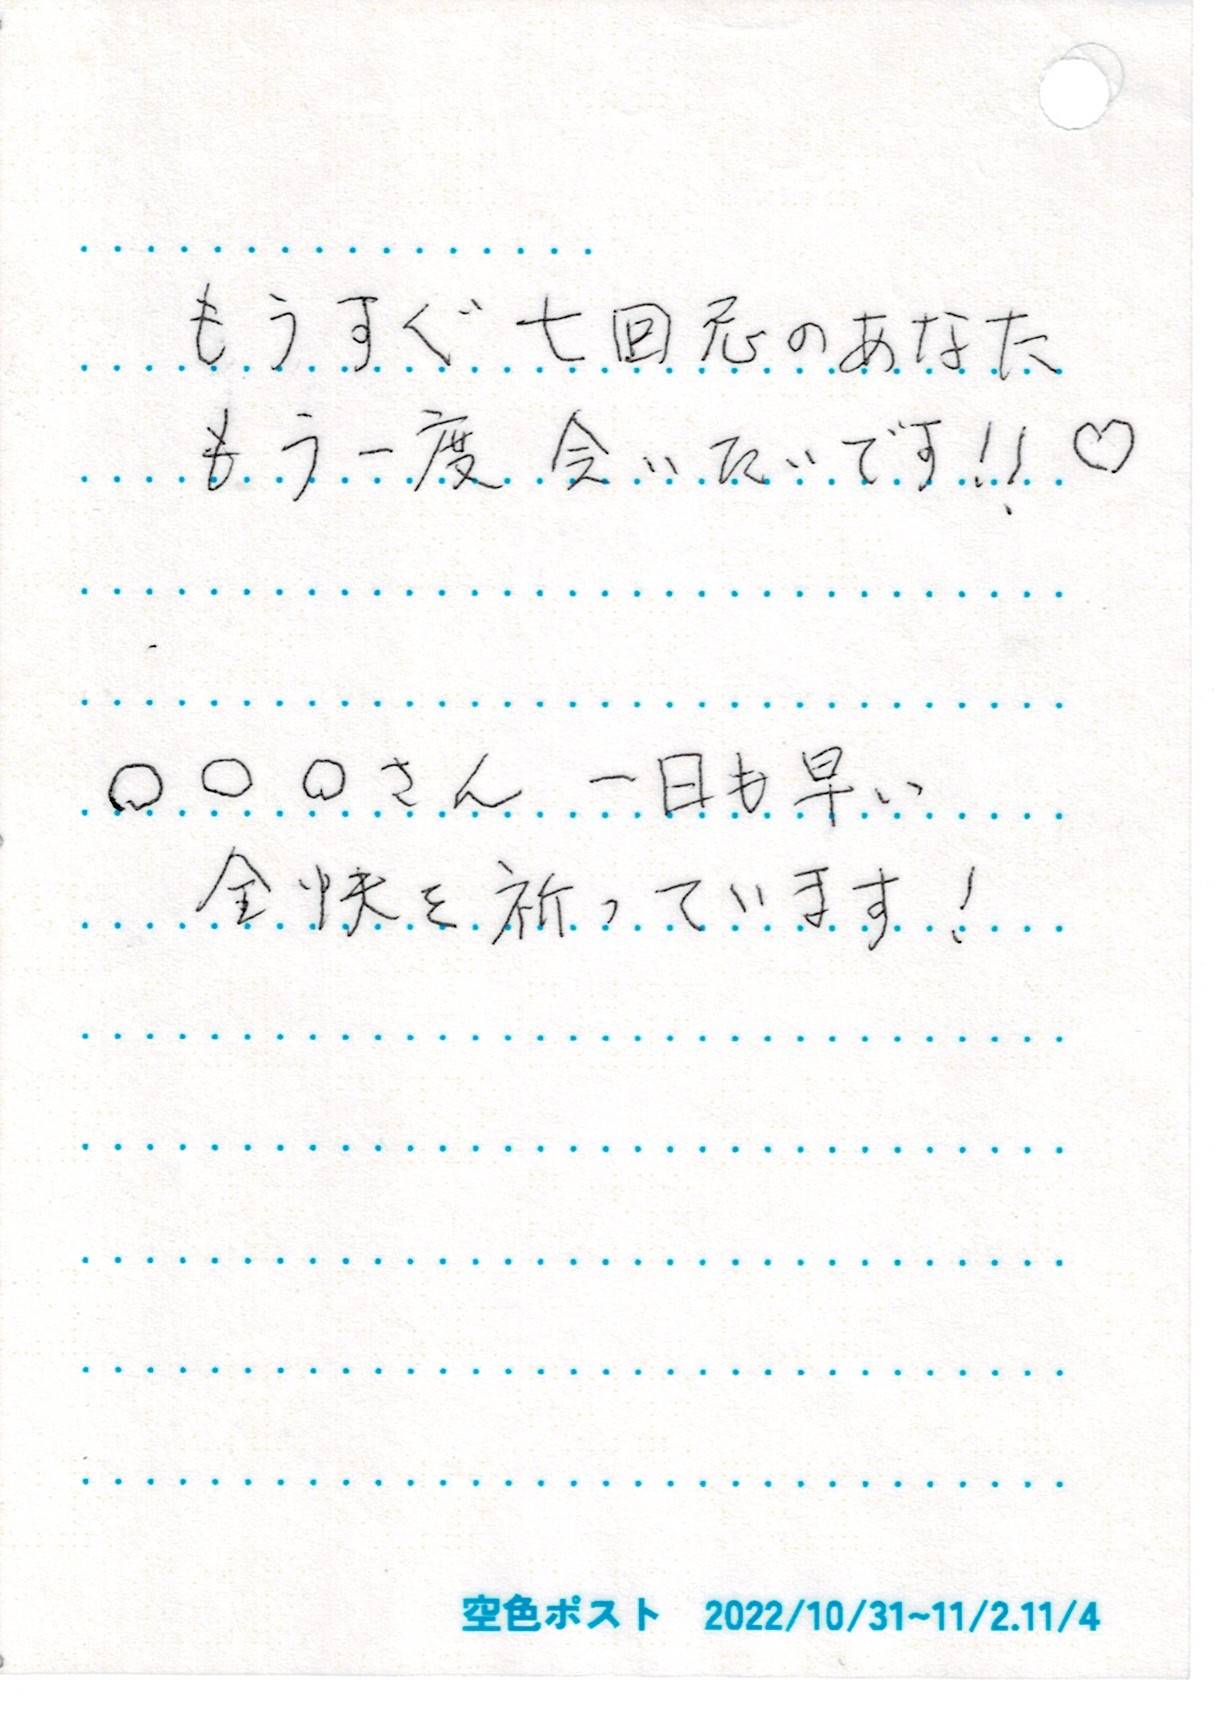 もうすぐ 七回忌のあなた
もう一度 会いたいです!!♡
○○○さん 一日も早い
全快を祈っています!
空色ポスト 2022/10/31~11/2.11/4